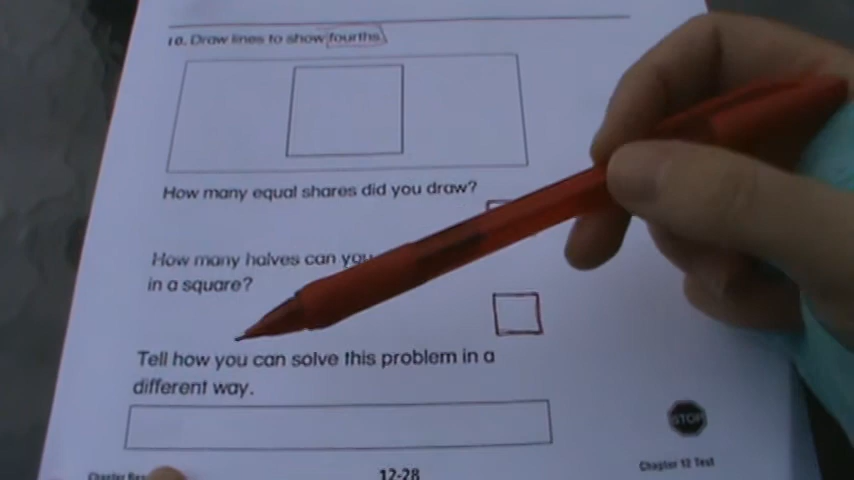 10. Draw lines to show fourths.
How many equal shares did you draw?
How many halves can you
in a square?
Tell how you can solve this problem in a
different way.
STOP
Chapter 12-28 Chapter 12 Test